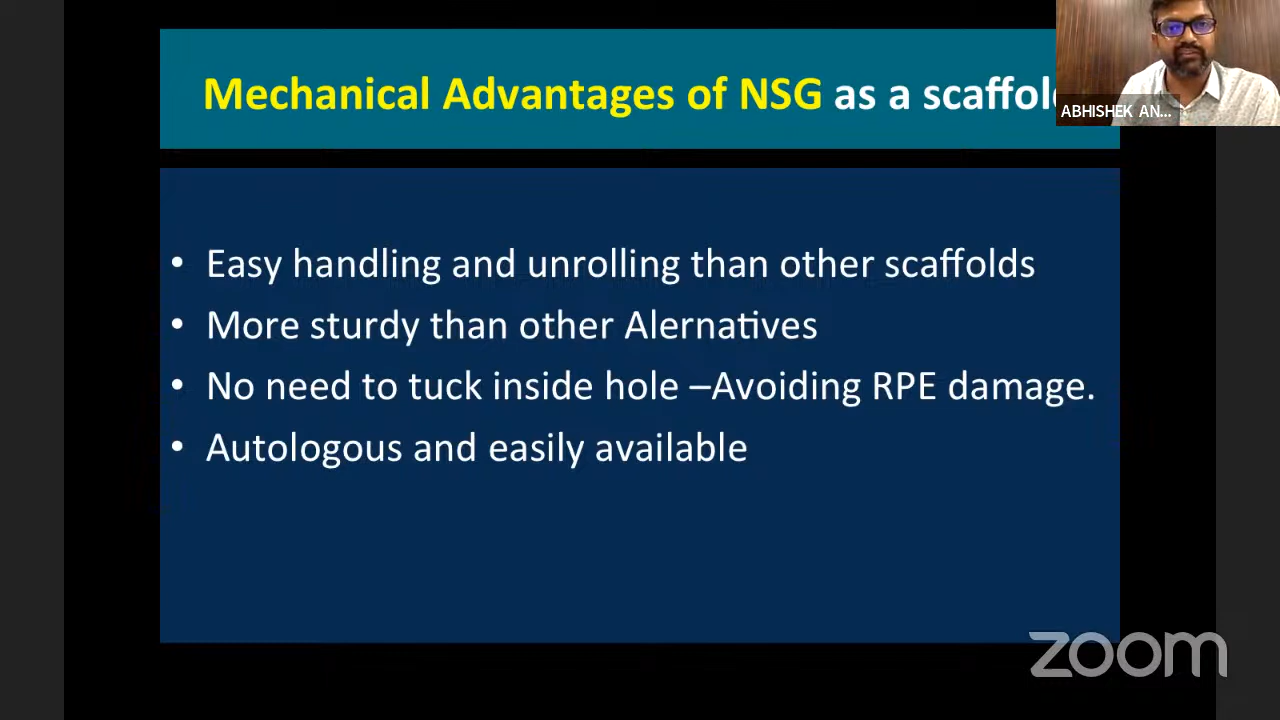 Mechanical Advantages of NSG as a scaffold
ABHISHEK AN...
• Easy handling and unrolling than other scaffolds
• More sturdy than other Alernatives
• No need to tuck inside hole –Avoiding RPE damage.
• Autologous and easily available
zoom